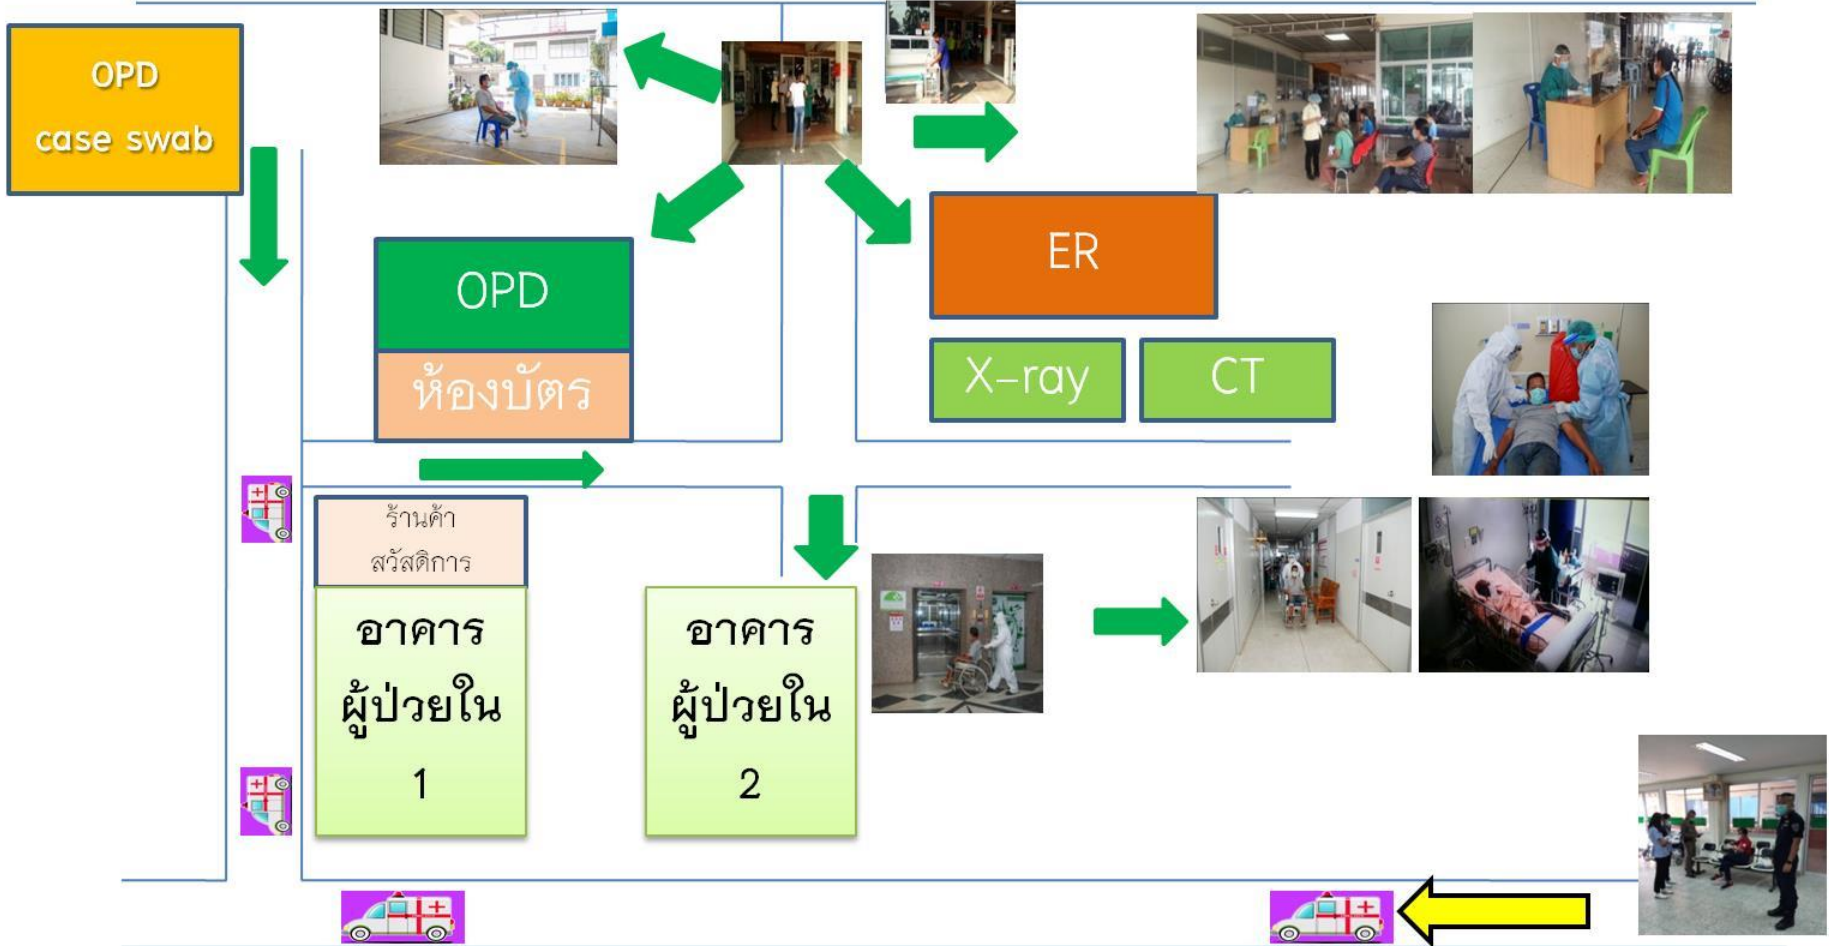 OPD
case swab
OPD
ห้องบัตร
ER
X-ray
CT
ร้านค้า
สวัสดิการ
อาคาร
ผู้ป่วยใน
1
อาคาร
ผู้ป่วยใน
2